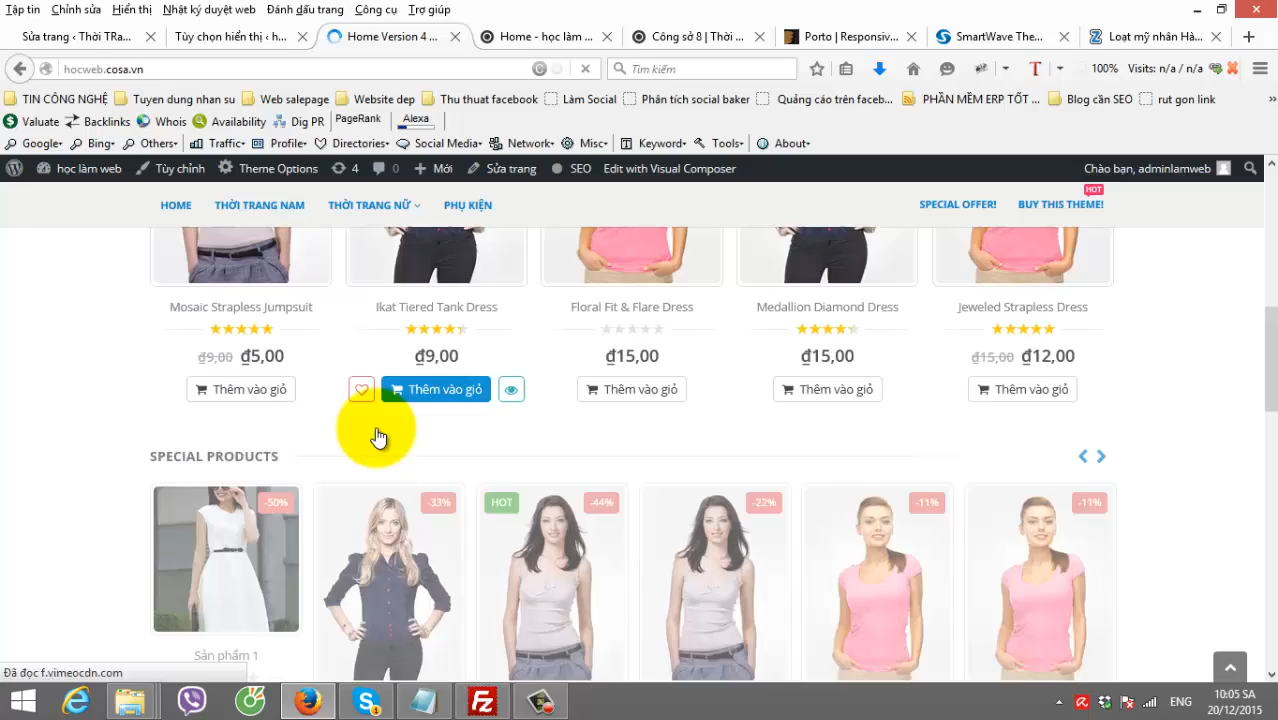 Tập tin Chỉnh sửa Hiển thị Nhật ký duyệt web Đánh dấu trang Công cụ Trợ giúp
Sửa trang ‹ Thời TRa... Tùy chọn hiển thị ‹ h... Home Version 4 ... Home - học làm ... Công sở 8 | Thời ... Porto | Responsiv... SmartWave The... Loạt mỹ nhân Hà...
hocweb.cosa.vn Tìm kiếm 100% Visits: n/a / n/a
TIN CÔNG NGHỆ Tuyen dung nhan su Web salepage Website dep Thu thuat facebook Làm Social Phân tích social baker Quảng cáo trên faceb... PHẦN MỀM ERP TỐT ... Blog cần SEO rut gon link
Valuate Backlinks Whois Availability Dig PR PageRank Alexa
Google Bing Others Traffic Profile Directories Social Media Network Misc Keyword Tools About
học làm web Tùy chỉnh Theme Options 4 0 Mới Sửa trang SEO Edit with Visual Composer Chào bạn, adminlamweb
HOT
HOME THỜI TRANG NAM THỜI TRANG NỮ PHỤ KIỆN SPECIAL OFFER! BUY THIS THEME!
Mosaic Strapless Jumpsuit Ikat Tiered Tank Dress Floral Fit & Flare Dress Medallion Diamond Dress Jeweled Strapless Dress
₫9,00 ₫5,00 ₫9,00 ₫15,00 ₫15,00 ₫15,00 ₫12,00
Thêm vào giỏ Thêm vào giỏ Thêm vào giỏ Thêm vào giỏ Thêm vào giỏ
SPECIAL PRODUCTS
-50% -33% HOT -44% -22% -11% -11%
Sản phẩm 1
Đã đọc f.vimeocdn.com
ENG 10:05 SA
20/12/2015